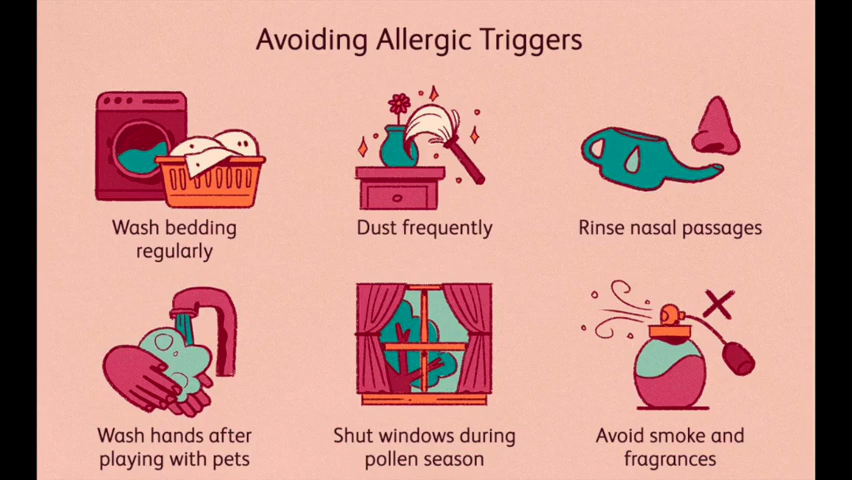 Avoiding Allergic Triggers
Wash bedding
regularly
Dust frequently
Rinse nasal passages
Wash hands after
playing with pets
Shut windows during
pollen season
Avoid smoke and
fragrances